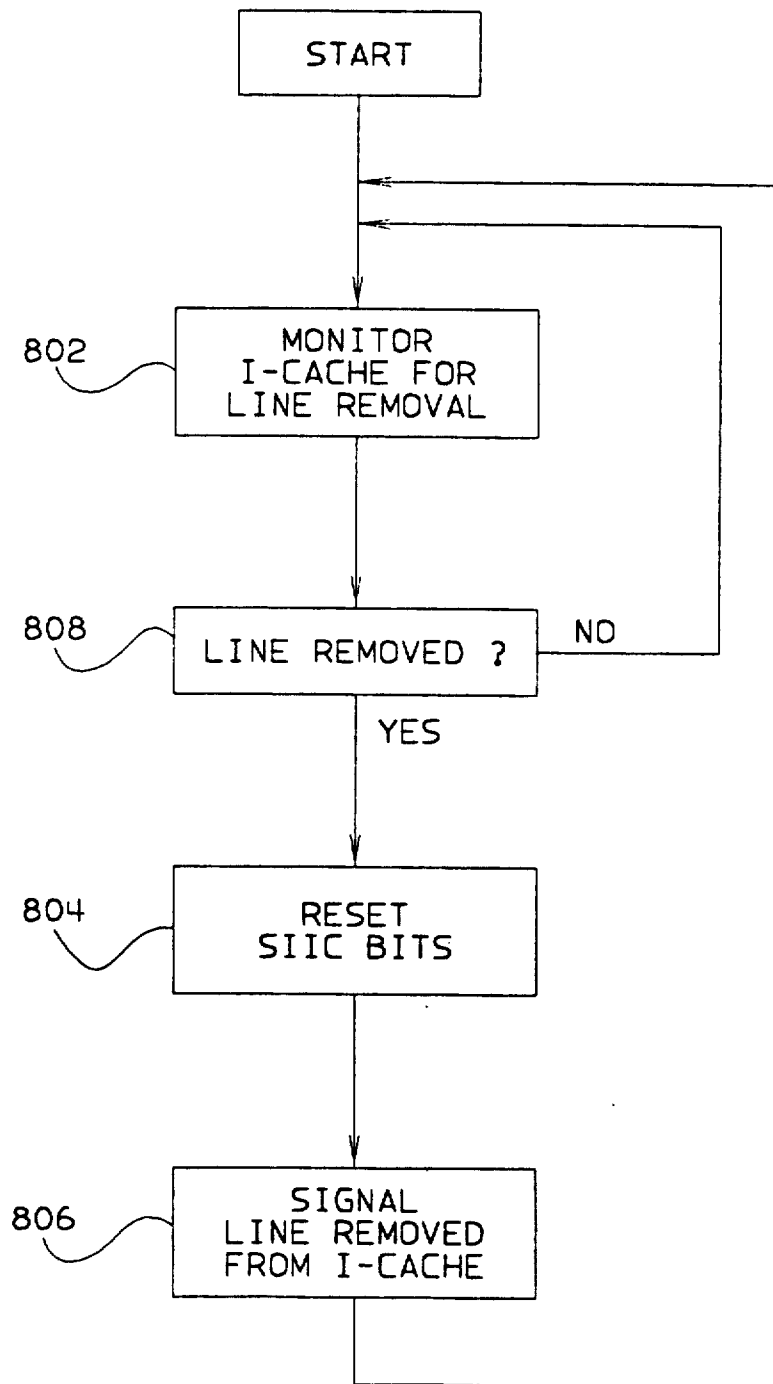 START
802
MONITOR
I-CACHE FOR
LINE REMOVAL
808
LINE REMOVED ?
NO
YES
804
RESET
SIIC BITS
806
SIGNAL
LINE REMOVED
FROM I-CACHE